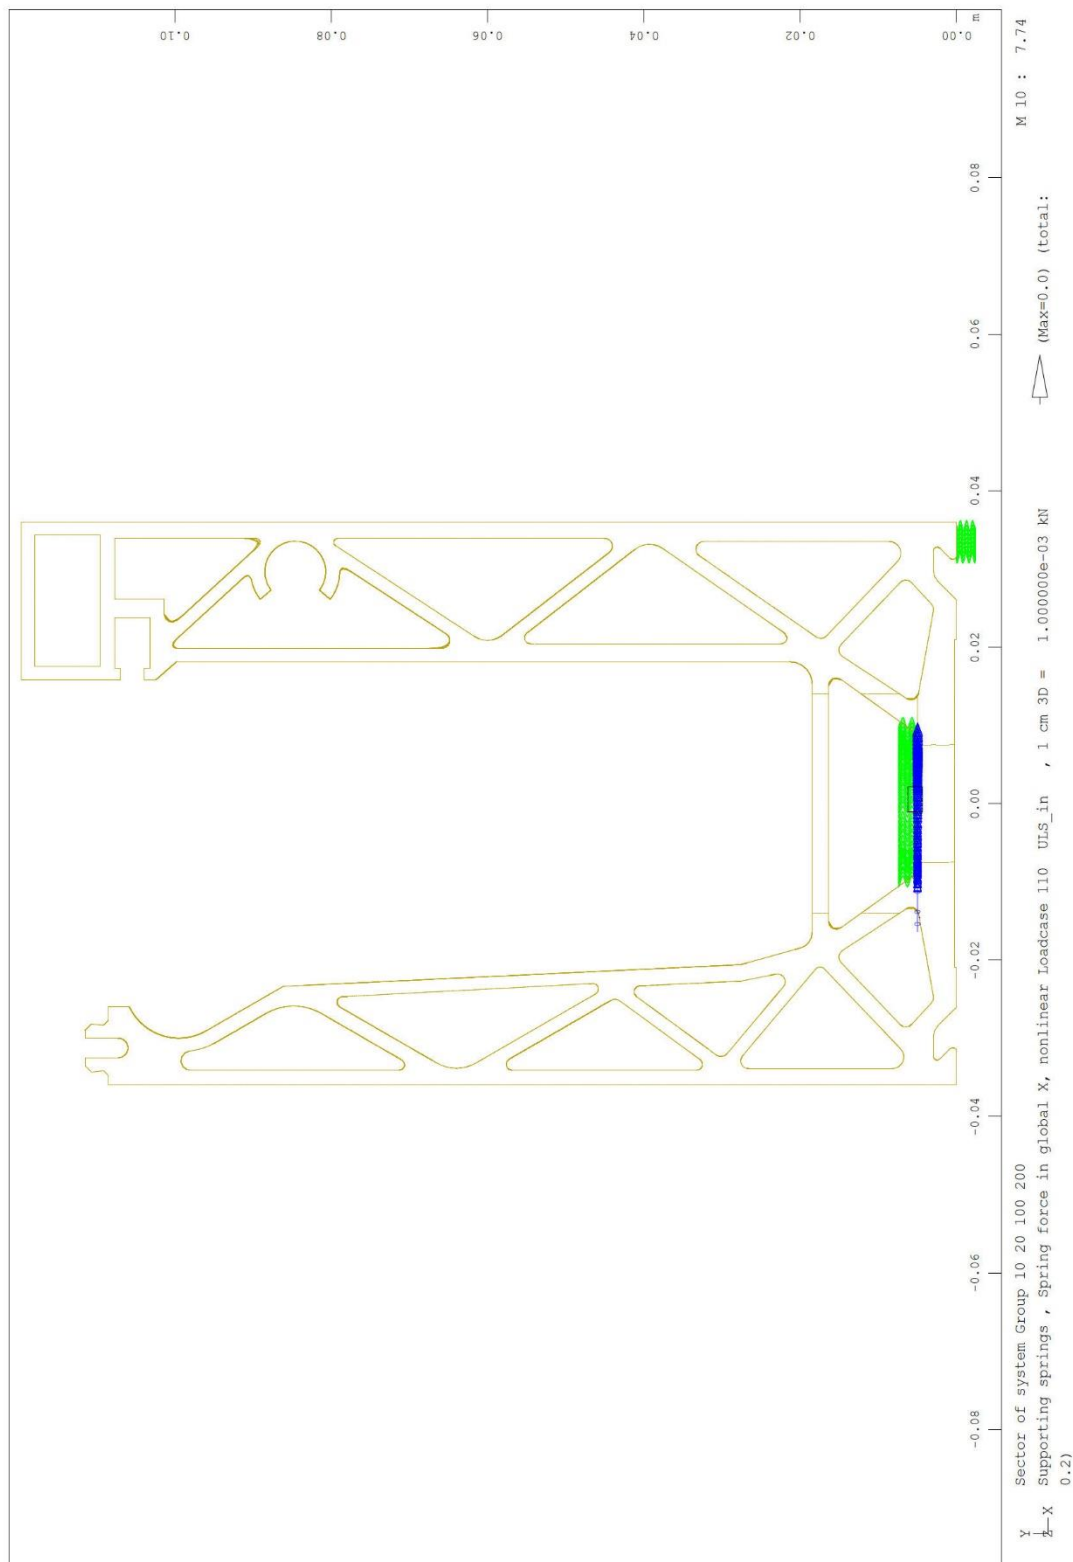 0.10
0.08
0.06
0.04
0.02
0.00
m
-0.08
-0.06
-0.04
-0.02
0.00
0.02
0.04
0.06
0.08
Y
Z X
Sector of system Group 10 20 100 200
M 10 : 7.74
Supporting springs , Spring force in global X, nonlinear Loadcase 110 ULS_in , 1 cm 3D = 1.000000e-03 kN (Max=0.0) (total:
0.2)